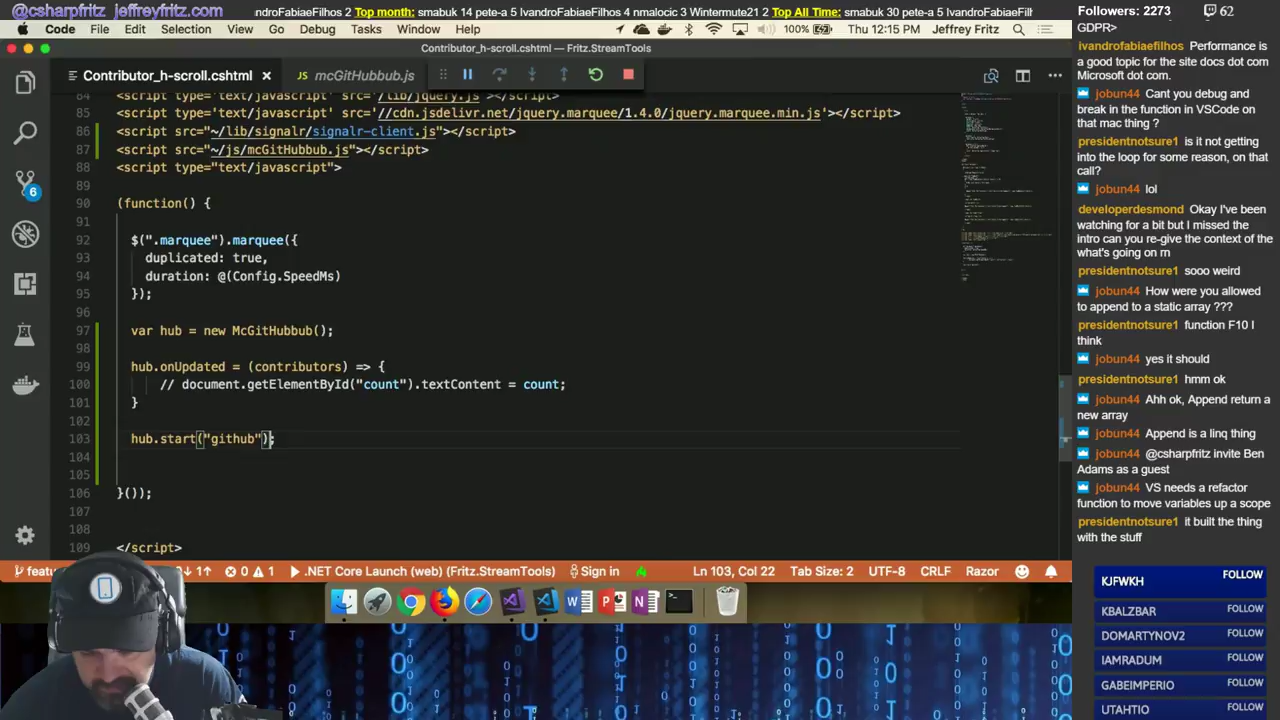 @csharpfritz jeffreyfritz.com
IvandroFabiaeFilhos 2 Top month: smabuk 14 pete-a 5 IvandroFabiaeFilhos 4 nmalocic 3 Wintermute21 2 Top All Time: smabuk 30 pete-a 6 IvandroFabiaeFilh
Followers: 2273 62
Code File Edit Selection View Go Debug Tasks Window Help 100% Thu 12:15 PM Jeffrey Fritz
Contributor_h-scroll.cshtml — Fritz.StreamTools
Contributor_h-scroll.cshtml × JS mcGitHubbub.js
84 <script type='text/javascript' src='/lib/jquery.js'></script>
85 <script type='text/javascript' src='//cdn.jsdelivr.net/jquery.marquee/1.4.0/jquery.marquee.min.js'></script>
86 <script src="~/lib/signalr/signalr-client.js"></script>
87 <script src="~/js/mcGitHubbub.js"></script>
88 <script type="text/javascript">
89
90 (function() {
91
92 $(".marquee").marquee({
93 duplicated: true,
94 duration: @(Config.SpeedMs)
95 });
96
97 var hub = new McGitHubbub();
98
99 hub.onUpdated = (contributors) => {
100 // document.getElementById("count").textContent = count;
101 }
102
103 hub.start("github");
104
105
106 }());
107
108
109 </script>
6
featu 0↓ 1↑ 0 1 .NET Core Launch (web) (Fritz.StreamTools) Sign in Ln 103, Col 22 Tab Size: 2 UTF-8 CRLF Razor
GDPR>
ivandrofabiaefilhos Performance is
a good topic for the site docs dot com
Microsoft dot com.
jobun44 Cant you debug and
break in the function in VSCode on
that mac thing ?
presidentnotsure1 is it not going
into the loop for some reason on that
call?
jobun44 lol
developerdesmond Okay I've been
watching for a bit but I missed the
intro can you re-give the context of
what's going on rn
presidentnotsure1 sooo weird
jobun44 How were you allowed
to append to a static array ???
presidentnotsure1 function F10 I
think
jobun44 yes it should
presidentnotsure1 hmm ok
jobun44 Ahh ok, Append return a
new array
jobun44 Append is a linq thing
jobun44 @csharpfritz invite Ben
Adams as a guest
jobun44 VS needs a refactor
function to move variables up a scope
presidentnotsure1 it built the thing
with the stuff
KJFWKH FOLLOW
KBALZBAR FOLLOW
DOMARTYNOV2 FOLLOW
IAMRADUM FOLLOW
GABEIMPERIO FOLLOW
UTAHTIO FOLLOW